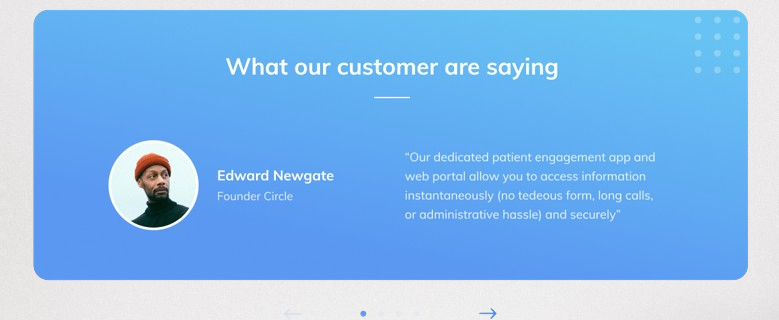 What our customer are saying
Edward Newgate
Founder Circle
“Our dedicated patient engagement app and
web portal allow you to access information
instantaneously (no tedeous form, long calls,
or administrative hassle) and securely”